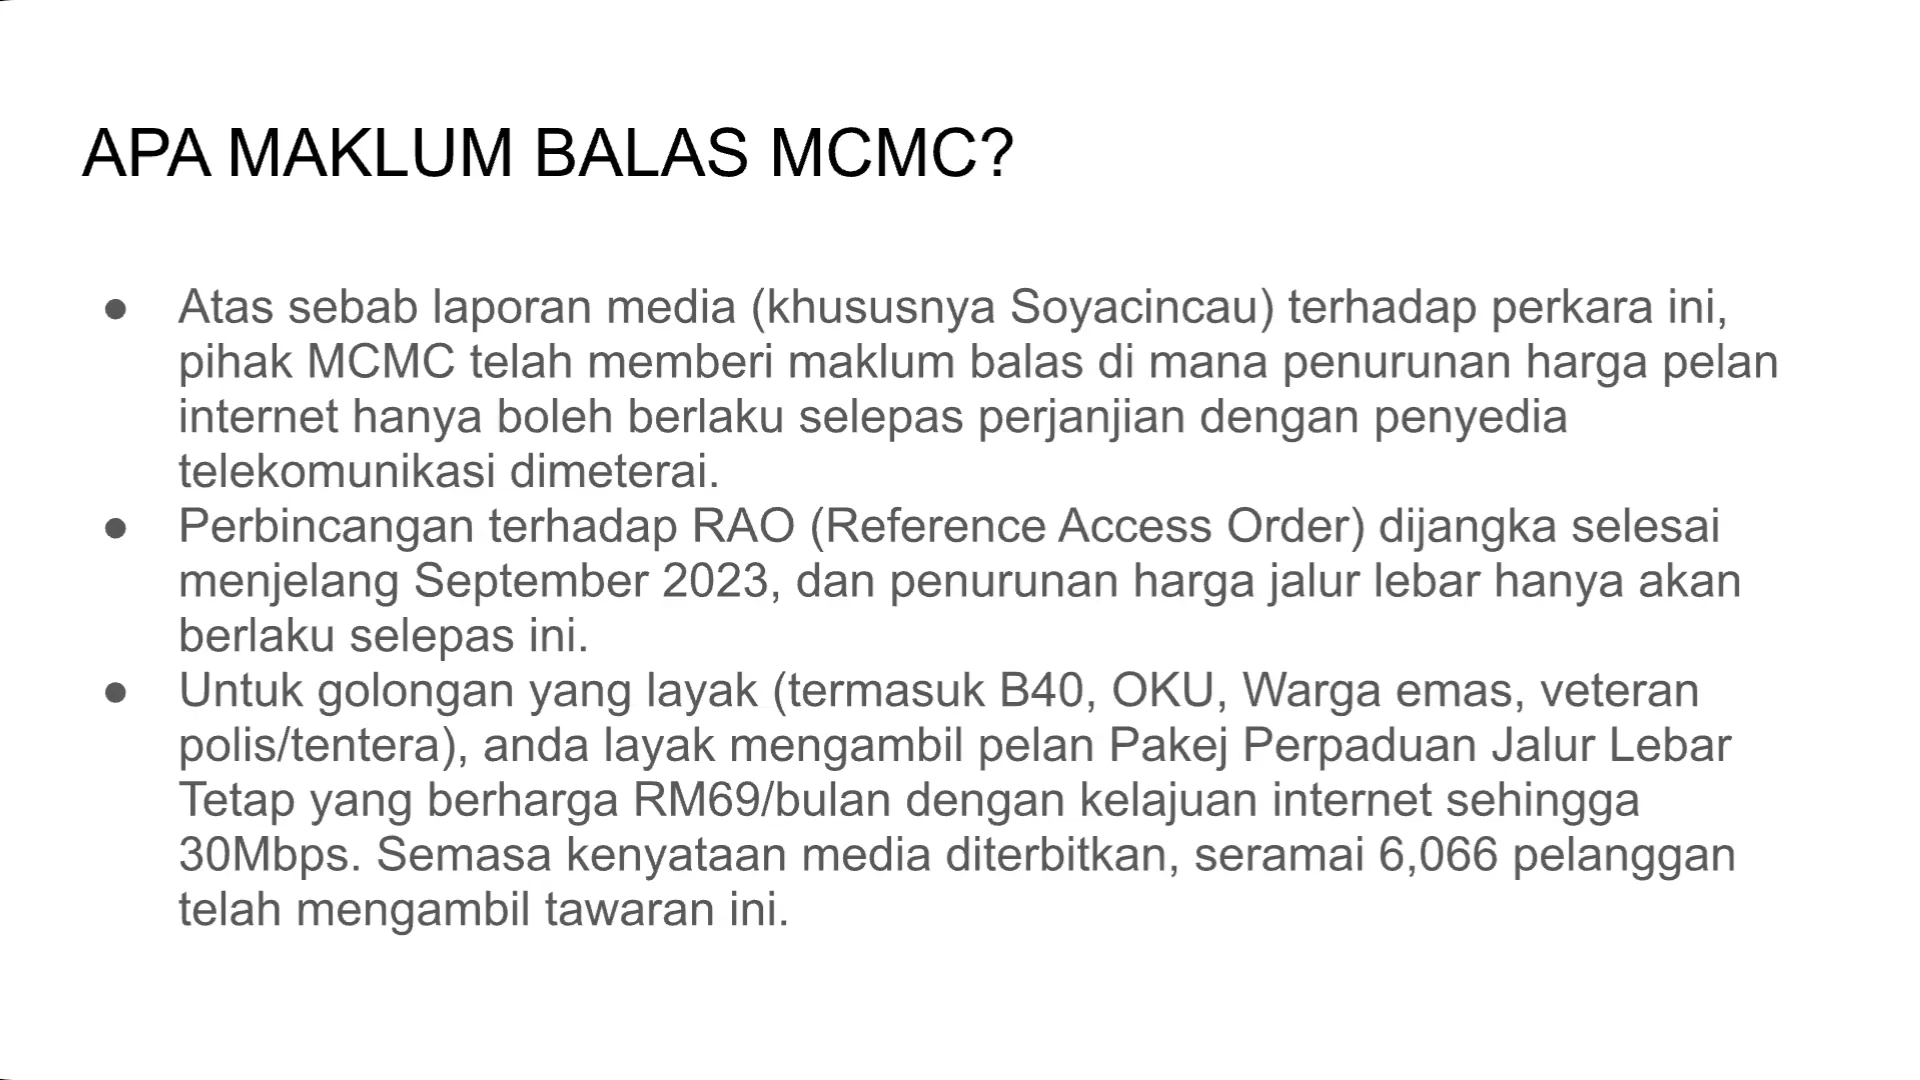 APA MAKLUM BALAS MCMC?
● Atas sebab laporan media (khususnya Soyacincau) terhadap perkara ini,
pihak MCMC telah memberi maklum balas di mana penurunan harga pelan
internet hanya boleh berlaku selepas perjanjian dengan penyedia
telekomunikasi dimeterai.
● Perbincangan terhadap RAO (Reference Access Order) dijangka selesai
menjelang September 2023, dan penurunan harga jalur lebar hanya akan
berlaku selepas ini.
● Untuk golongan yang layak (termasuk B40, OKU, Warga emas, veteran
polis/tentera), anda layak mengambil pelan Pakej Perpaduan Jalur Lebar
Tetap yang berharga RM69/bulan dengan kelajuan internet sehingga
30Mbps. Semasa kenyataan media diterbitkan, seramai 6,066 pelanggan
telah mengambil tawaran ini.